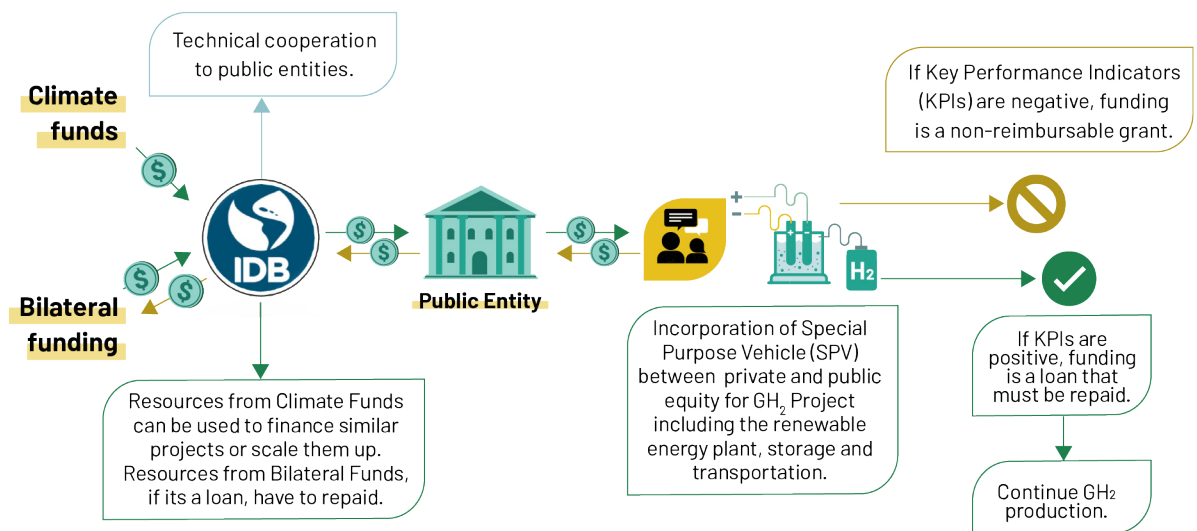 Technical cooperation
to public entities.
Climate
funds
$
IDB
$
$
Bilateral
funding
Resources from Climate Funds
can be used to finance similar
projects or scale them up.
Resources from Bilateral Funds,
if its a loan, have to repaid.
$
$
Public Entity
$
$
+
−
+
-
H2
Incorporation of Special
Purpose Vehicle (SPV)
between private and public
equity for GH2 Project
including the renewable
energy plant, storage and
transportation.
If Key Performance Indicators
(KPIs) are negative, funding
is a non-reimbursable grant.
If KPIs are
positive, funding
is a loan that
must be repaid.
Continue GH2
production.